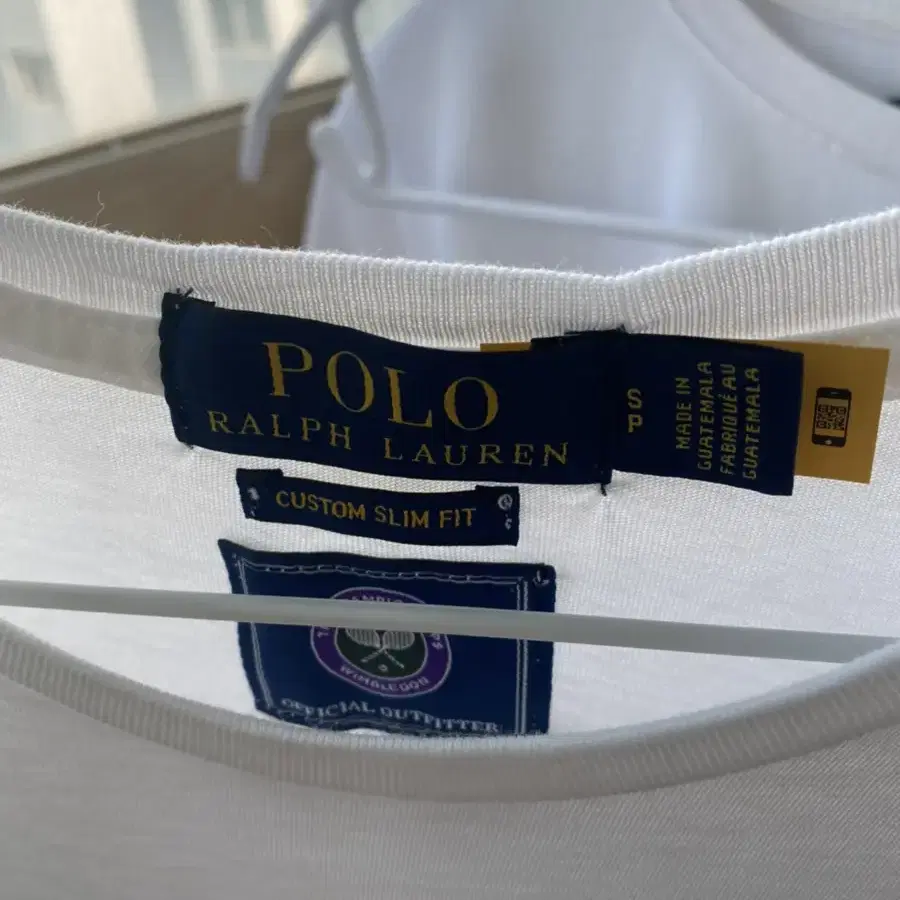 POLO
RALPH LAUREN
S
P
MADE IN
GUATEMALA
FABRIQUÉ AU
GUATEMALA
CUSTOM SLIM FIT
WIMBLEDON
OFFICIAL OUTFITTER